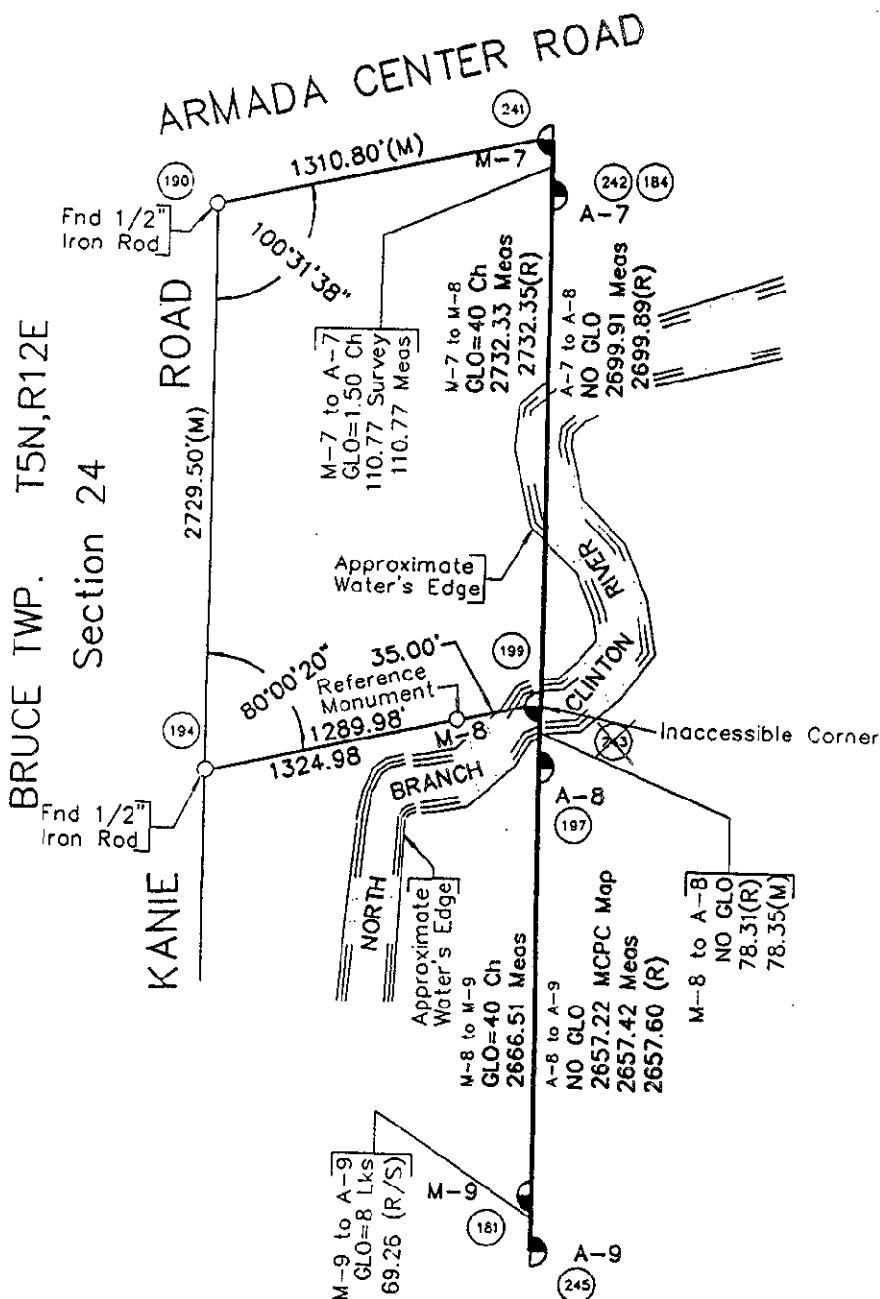 ARMADA CENTER ROAD
241
190
1310.80'(M)
M-7
Fnd 1/2"
Iron Rod
100°31'38"
242
184
A-7
BRUCE TWP. T5N,R12E
Section 24
KANIE ROAD
2729.50'(M)
M-7 to A-7
GLO=1.50 Ch
110.77 Survey
110.77 Meas
M-7 to M-8
GLO=40 Ch
2732.33 Meas
2732.35(R)
A-7 to A-8
NO GLO
2699.91 Meas
2699.89(R)
Approximate
Water's Edge
NORTH BRANCH CLINTON RIVER
199
35.00'
Reference
Monument
80°00'20"
194
1289.98'
1324.98
M-8
Inaccessible Corner
Fnd 1/2"
Iron Rod
A-8
197
Approximate
Water's Edge
M-8 to A-8
NO GLO
78.31(R)
78.35(M)
M-8 to M-9
GLO=40 Ch
2666.51 Meas
A-8 to A-9
NO GLO
2657.22 MCPC Map
2657.42 Meas
2657.60 (R)
M-9 to A-9
GLO=8 Lks
69.26 (R/S)
M-9
181
A-9
245